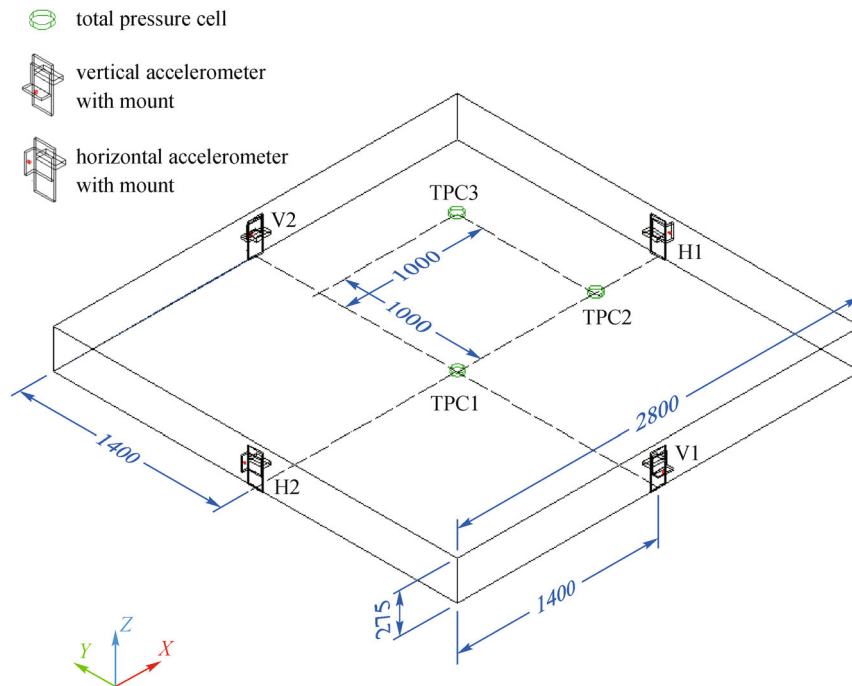 total pressure cell
vertical accelerometer
with mount
horizontal accelerometer
with mount
TPC3
V2
H1
1000
1000
TPC2
TPC1
2800
1400
V1
H2
1400
275
Z
Y
X